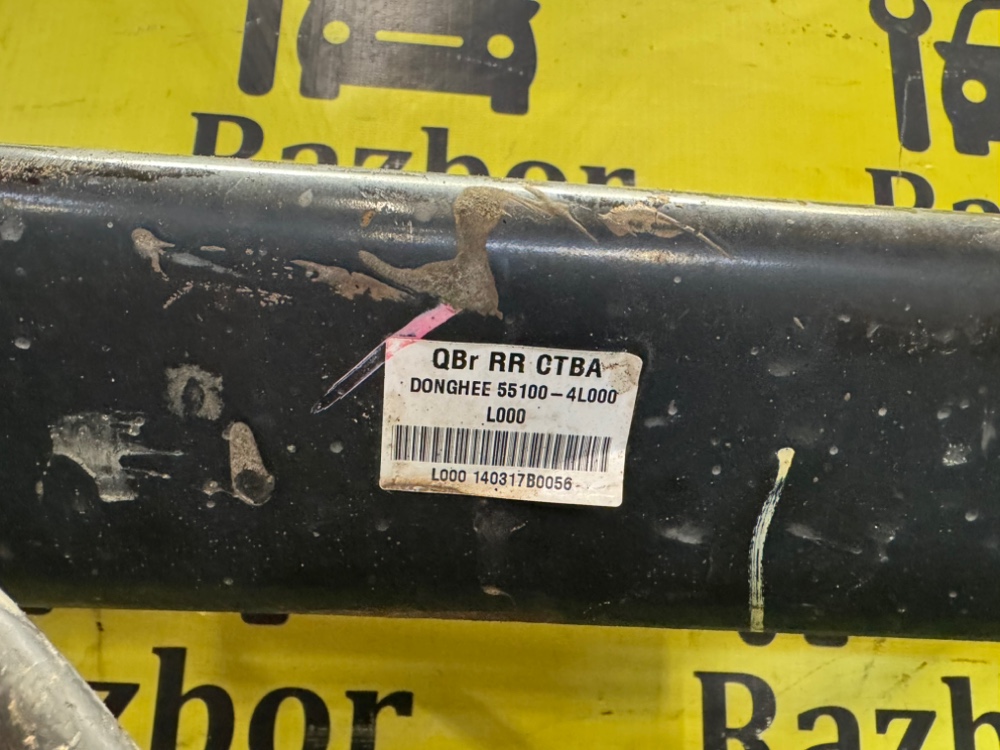 Razbor
QBr RR CTBA
DONGHEE 55100-4L000
L000
L000 140317B0056
zbor
Razb